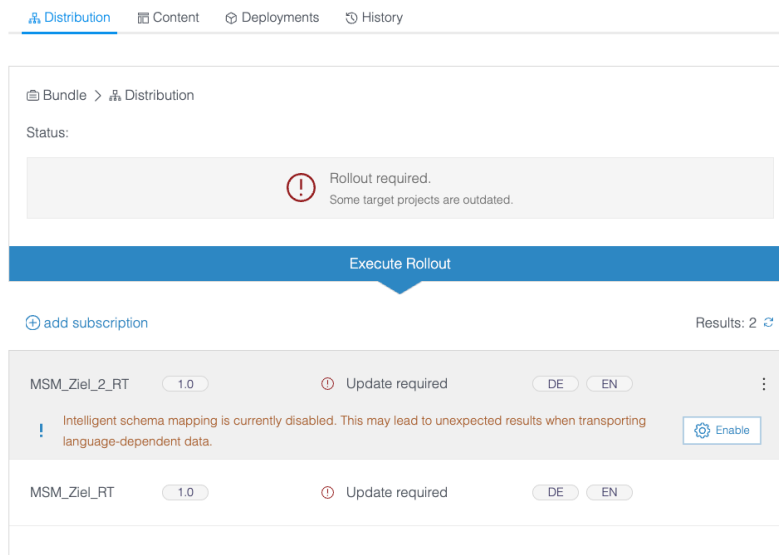 Distribution Content Deployments History
Bundle > Distribution
Status:
Rollout required.
Some target projects are outdated.
Execute Rollout
add subscription Results: 2
MSM_Ziel_2_RT 1.0 Update required DE EN
Intelligent schema mapping is currently disabled. This may lead to unexpected results when transporting
language-dependent data.
Enable
MSM_Ziel_RT 1.0 Update required DE EN